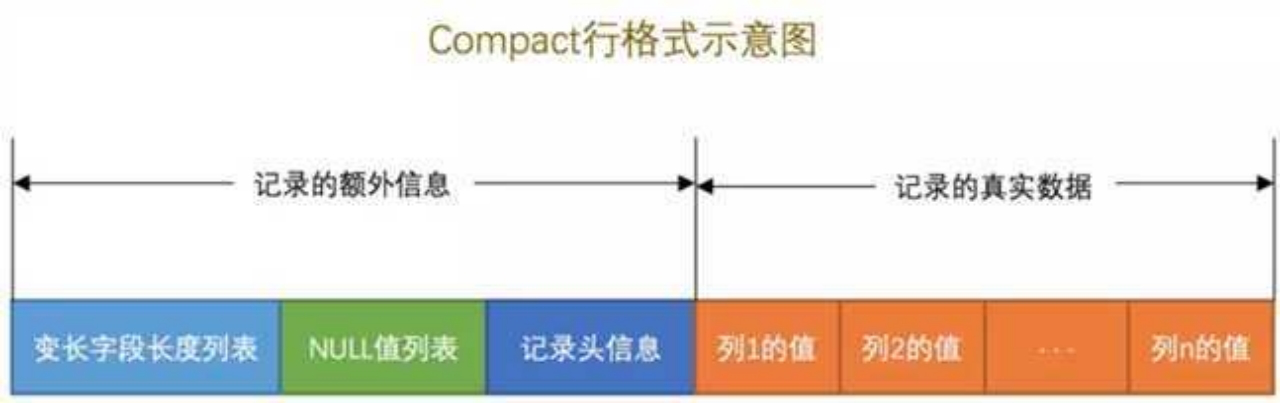 Compact行格式示意图
记录的额外信息
记录的真实数据
变长字段长度列表
NULL值列表
记录头信息
列1的值
列2的值
...
列n的值